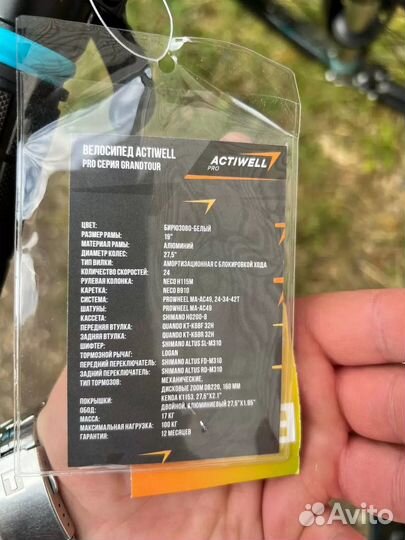 ВЕЛОСИПЕД ACTIWELL
PRO СЕРИЯ GRANDTOUR
ACTIWELL
PRO
ЦВЕТ: БИРЮЗОВО-БЕЛЫЙ
РАЗМЕР РАМЫ: 19"
МАТЕРИАЛ РАМЫ: АЛЮМИНИЙ
ДИАМЕТР КОЛЕС: 27,5"
ТИП ВИЛКИ: АМОРТИЗАЦИОННАЯ С БЛОКИРОВКОЙ ХОДА
КОЛИЧЕСТВО СКОРОСТЕЙ: 24
РУЛЕВАЯ КОЛОНКА: NECO H115M
КАРЕТКА: NECO B910
СИСТЕМА: PROWHEEL MA-AC49, 24-34-42T
ШАТУНЫ: PROWHEEL MA-AC49
КАССЕТА: SHIMANO HG200-8
ПЕРЕДНЯЯ ВТУЛКА: QUANDO KT-K68F 32H
ЗАДНЯЯ ВТУЛКА: QUANDO KT-K68R 32H
ШИФТЕР: SHIMANO ALTUS SL-M310
ТОРМОЗНОЙ РЫЧАГ: LOGAN
ПЕРЕДНИЙ ПЕРЕКЛЮЧАТЕЛЬ: SHIMANO ALTUS FD-M310
ЗАДНИЙ ПЕРЕКЛЮЧАТЕЛЬ: SHIMANO ALTUS RD-M310
ТИП ТОРМОЗОВ: МЕХАНИЧЕСКИЕ,
ДИСКОВЫЕ ZOOM DB220, 160 ММ
ПОКРЫШКИ: KENDA K1153, 27,5"X2.1"
ОБОД: ДВОЙНОЙ, АЛЮМИНИЕВЫЙ 27,5"X1.95"
МАССА: 17 КГ
МАКСИМАЛЬНАЯ НАГРУЗКА: 100 КГ
ГАРАНТИЯ: 12 МЕСЯЦЕВ
Avito